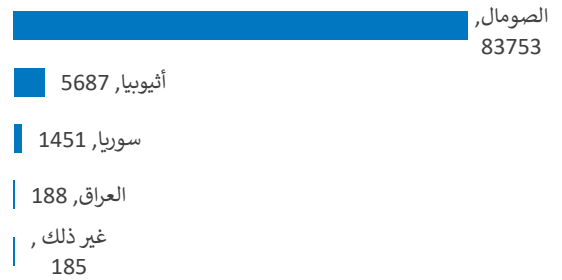 الصومال,
83753
أثيوبيا, 5687
سوريا, 1451
العراق, 188
غير ذلك ,
185